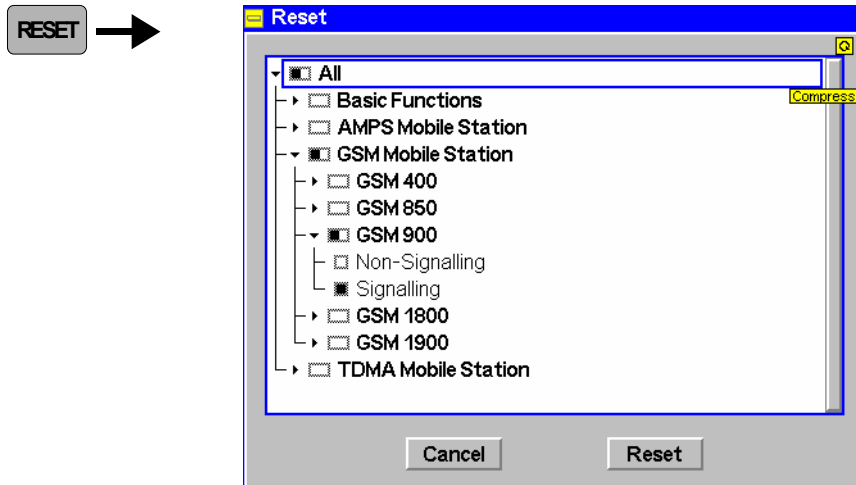 RESET
Reset
All
Compress
Basic Functions
AMPS Mobile Station
GSM Mobile Station
GSM 400
GSM 850
GSM 900
Non-Signalling
Signalling
GSM 1800
GSM 1900
TDMA Mobile Station
Cancel Reset